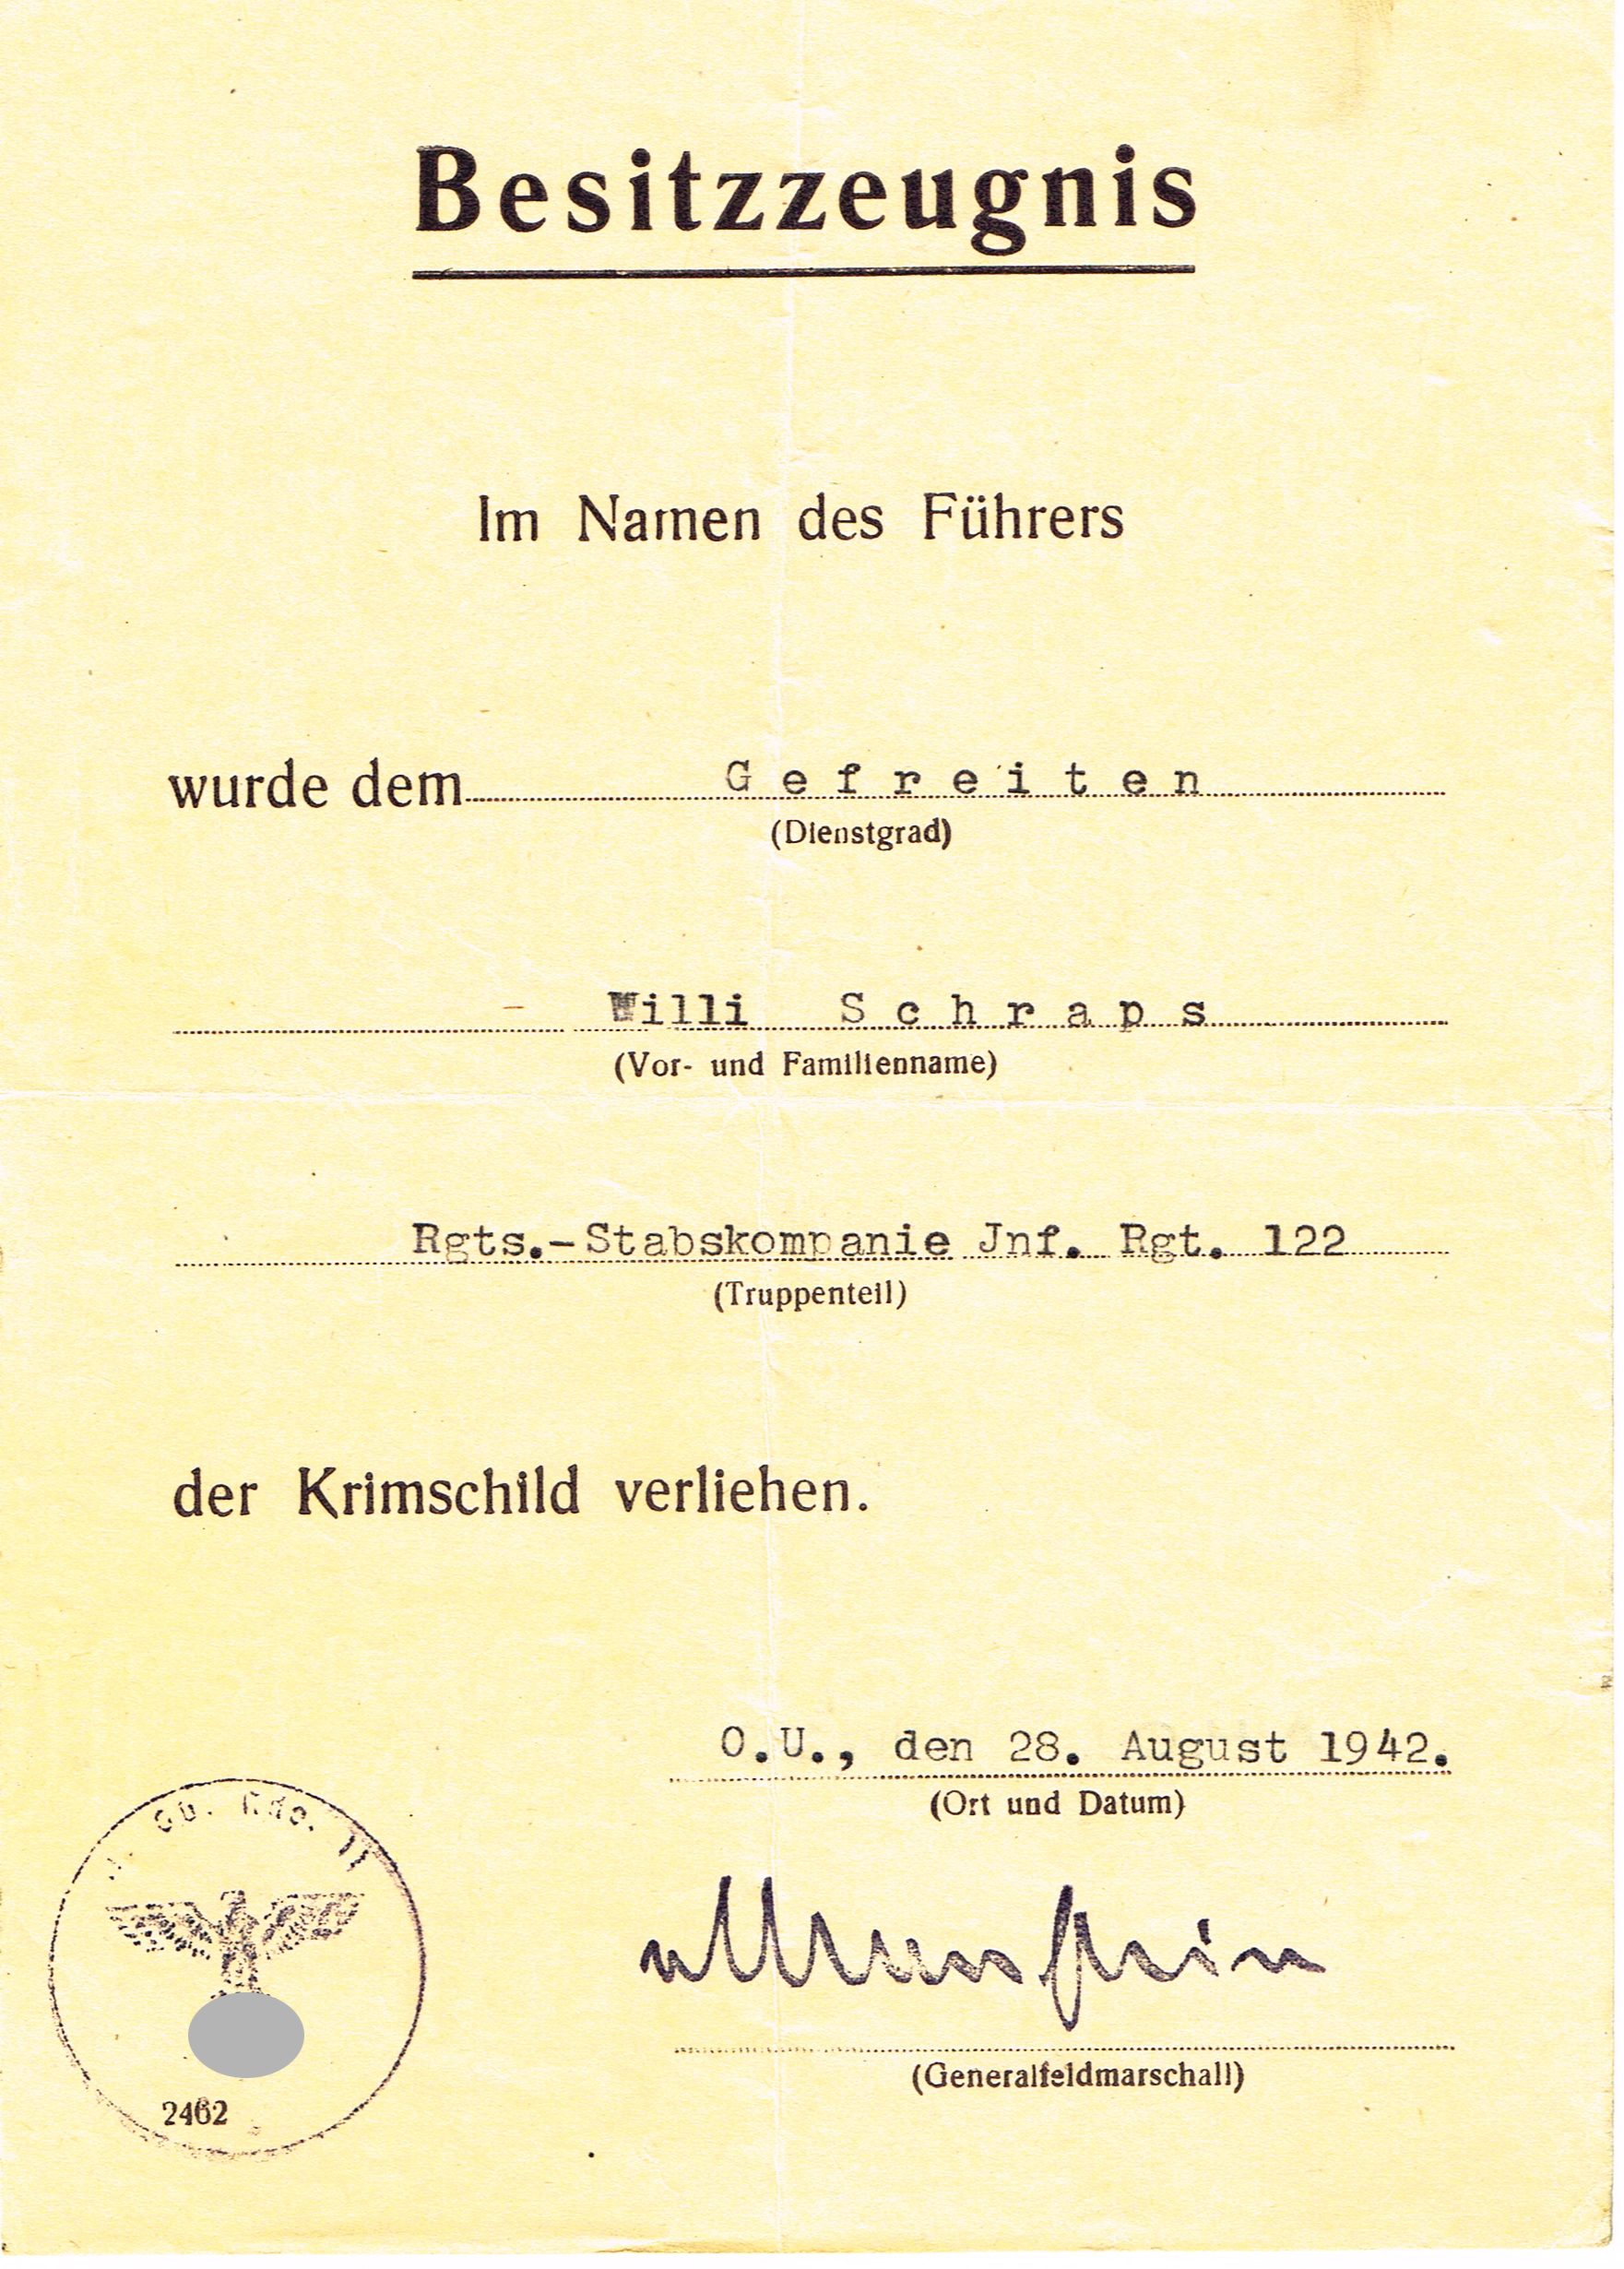 Besitzzeugnis
Im Namen des Führers
wurde dem Gefreiten
(Dienstgrad)
Willi Schraps
(Vor- und Familienname)
Rgts.-Stabskompanie Jnf. Rgt. 122
(Truppenteil)
der Krimschild verliehen.
O.U., den 28. August 1942.
(Ort und Datum)
(Generalfeldmarschall)
2462